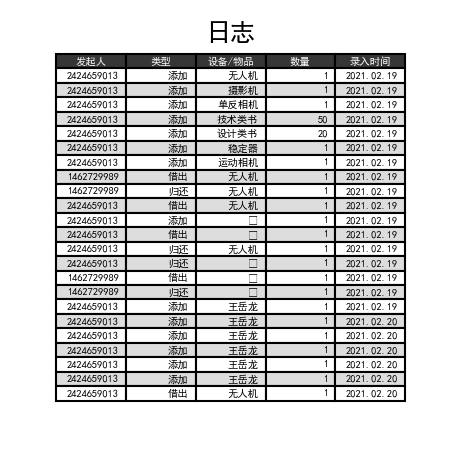 日志
发起人 类型 设备/物品 数量 录入时间
2424659013 添加 无人机 1 2021.02.19
2424659013 添加 摄影机 1 2021.02.19
2424659013 添加 单反相机 1 2021.02.19
2424659013 添加 技术类书 50 2021.02.19
2424659013 添加 设计类书 20 2021.02.19
2424659013 添加 稳定器 1 2021.02.19
2424659013 添加 运动相机 1 2021.02.19
1462729989 借出 无人机 1 2021.02.19
1462729989 归还 无人机 1 2021.02.19
2424659013 借出 无人机 1 2021.02.19
2424659013 添加 □ 1 2021.02.19
2424659013 借出 □ 1 2021.02.19
2424659013 归还 无人机 1 2021.02.19
2424659013 归还 □ 1 2021.02.19
1462729989 借出 □ 1 2021.02.19
1462729989 归还 □ 1 2021.02.19
2424659013 添加 王岳龙 1 2021.02.19
2424659013 添加 王岳龙 1 2021.02.20
2424659013 添加 王岳龙 1 2021.02.20
2424659013 添加 王岳龙 1 2021.02.20
2424659013 添加 王岳龙 1 2021.02.20
2424659013 添加 王岳龙 1 2021.02.20
2424659013 借出 无人机 1 2021.02.20